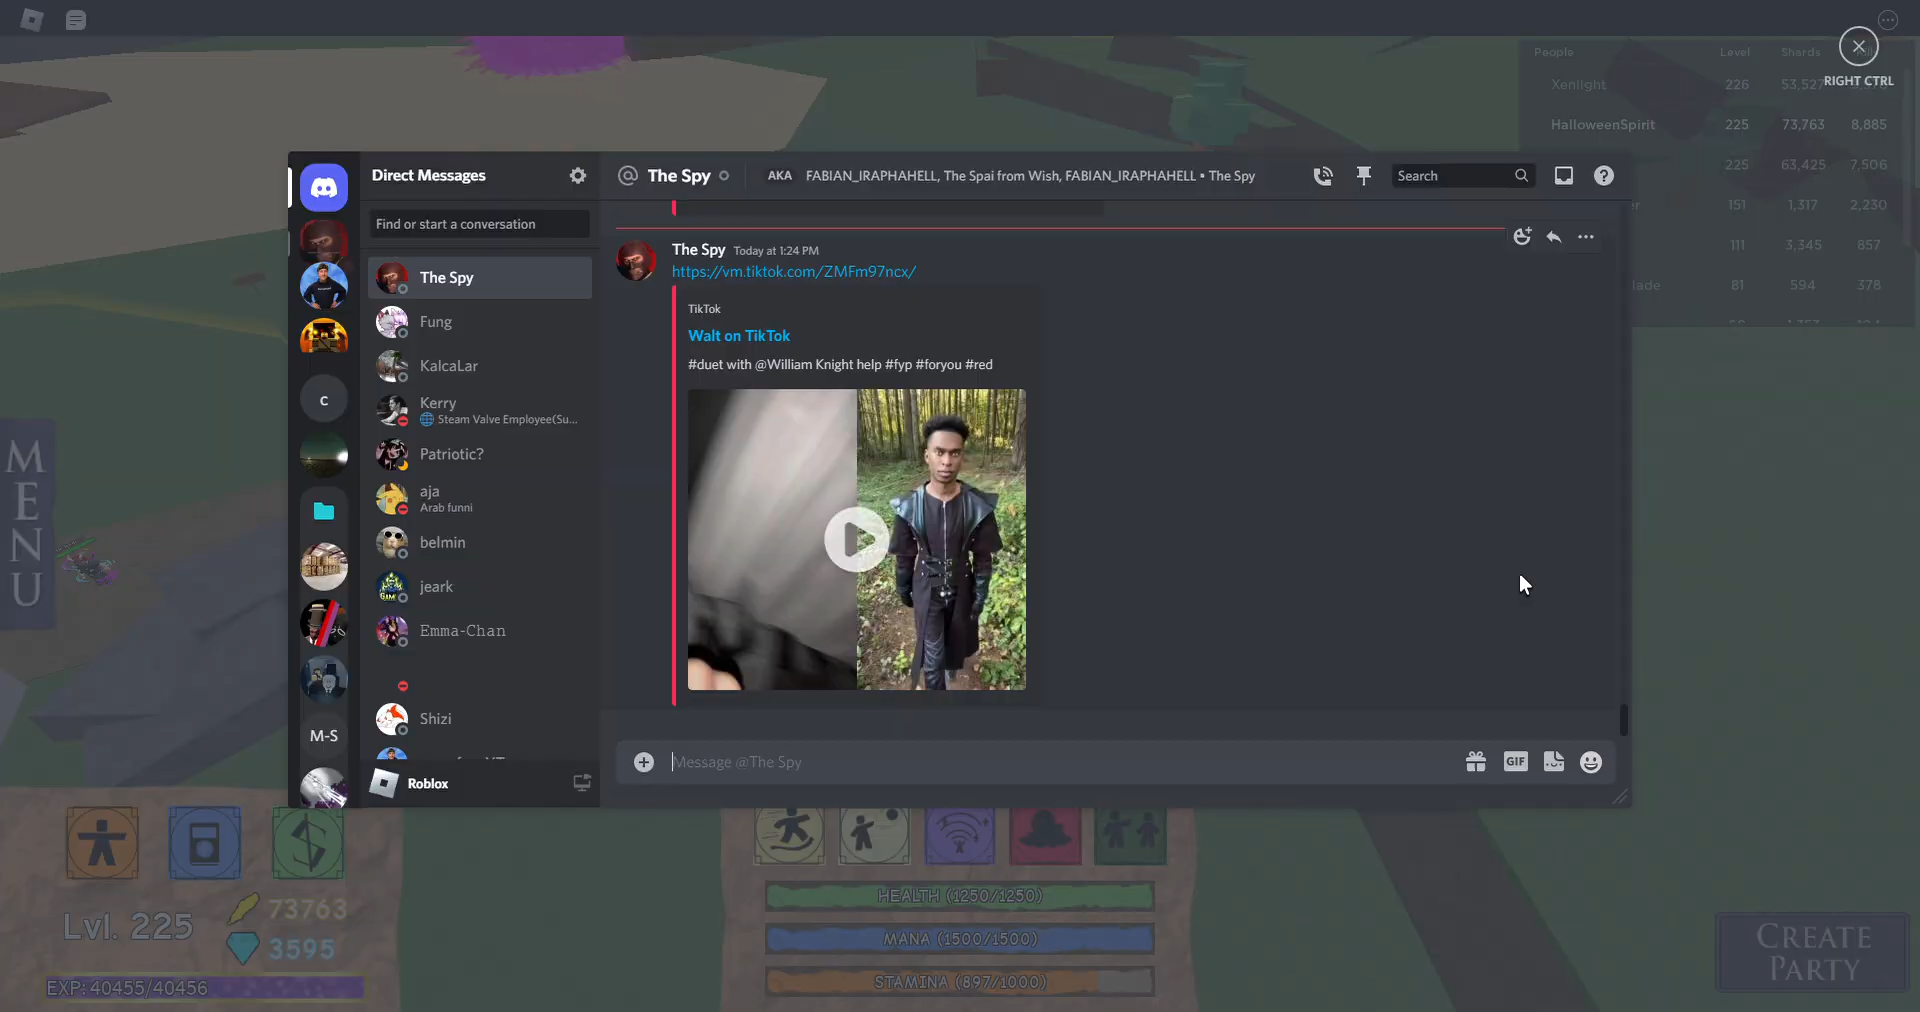 People Level Shards
Xenlight 226 53,527
RIGHT CTRL
HalloweenSpirit 225 73,763 8,885
225 63,425 7,506
er 151 1,317 2,230
111 3,345 857
lade 81 594 378
Direct Messages
Find or start a conversation
The Spy
Fung
KalcaLar
Kerry
Steam Valve Employee(Su...
Patriotic?
aja
Arab funni
belmin
jeark
Emma-Chan
Shizi
C
M-S
Roblox
The Spy
AKA FABIAN_IRAPHAHELL, The Spai from Wish, FABIAN_IRAPHAHELL • The Spy
Search
The Spy Today at 1:24 PM
https://vm.tiktok.com/ZMFm97ncx/
TikTok
Walt on TikTok
#duet with @William Knight help #fyp #foryou #red
Message @The Spy
GIF
MENU
Lvl. 225
73763
3595
EXP: 40455/40456
HEALTH (1250/1250)
MANA (1500/1500)
STAMINA (897/1000)
CREATE
PARTY